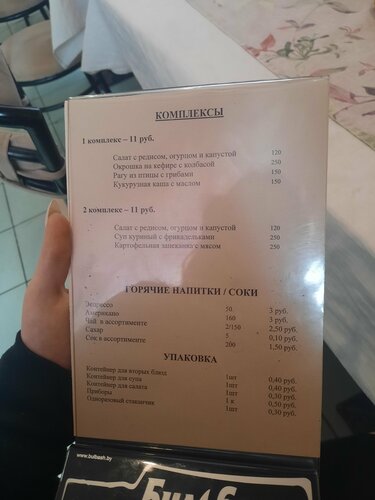 КОМПЛЕКСЫ
1 комплекс – 11 руб.
Салат с редисом, огурцом и капустой 120
Окрошка на кефире с колбасой 250
Рагу из птицы с грибами 150
Кукурузная каша с маслом 150
2 комплекс – 11 руб.
Салат с редисом, огурцом и капустой 120
Суп куриный с фрикадельками 250
Картофельная запеканка с мясом 250
ГОРЯЧИЕ НАПИТКИ / СОКИ
Эспрессо 50 3 руб.
Американо 160 3 руб.
Чай в ассортименте 2/150 2,50 руб.
Сахар 5 0,10 руб.
Сок в ассортименте 200 1,50 руб.
УПАКОВКА
Контейнер для вторых блюд 1шт 0,40 руб.
Контейнер для супа 1шт 0,40 руб.
Контейнер для салата 1шт 0,30 руб.
Приборы 1 к 0,50 руб.
Одноразовый стаканчик 1шт 0,30 руб.
www.bulbash.by